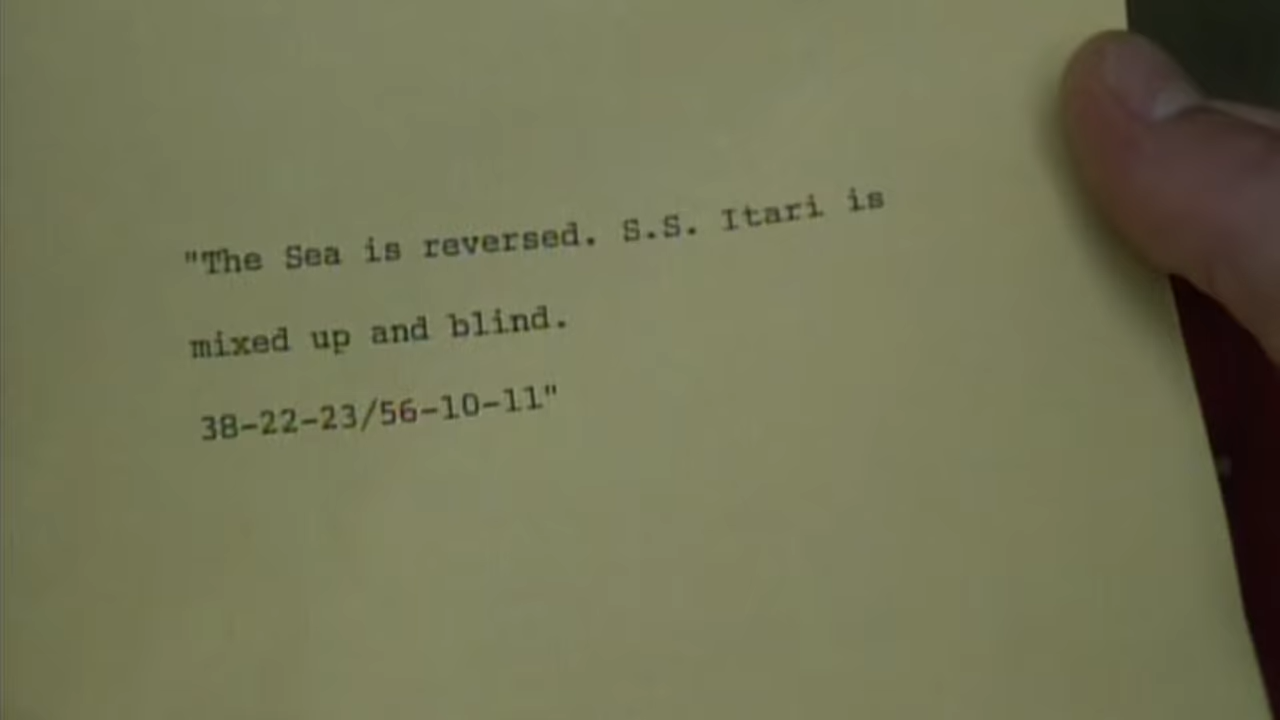 "The Sea is reversed. S.S. Itari is
mixed up and blind.
38-22-23/56-10-11"